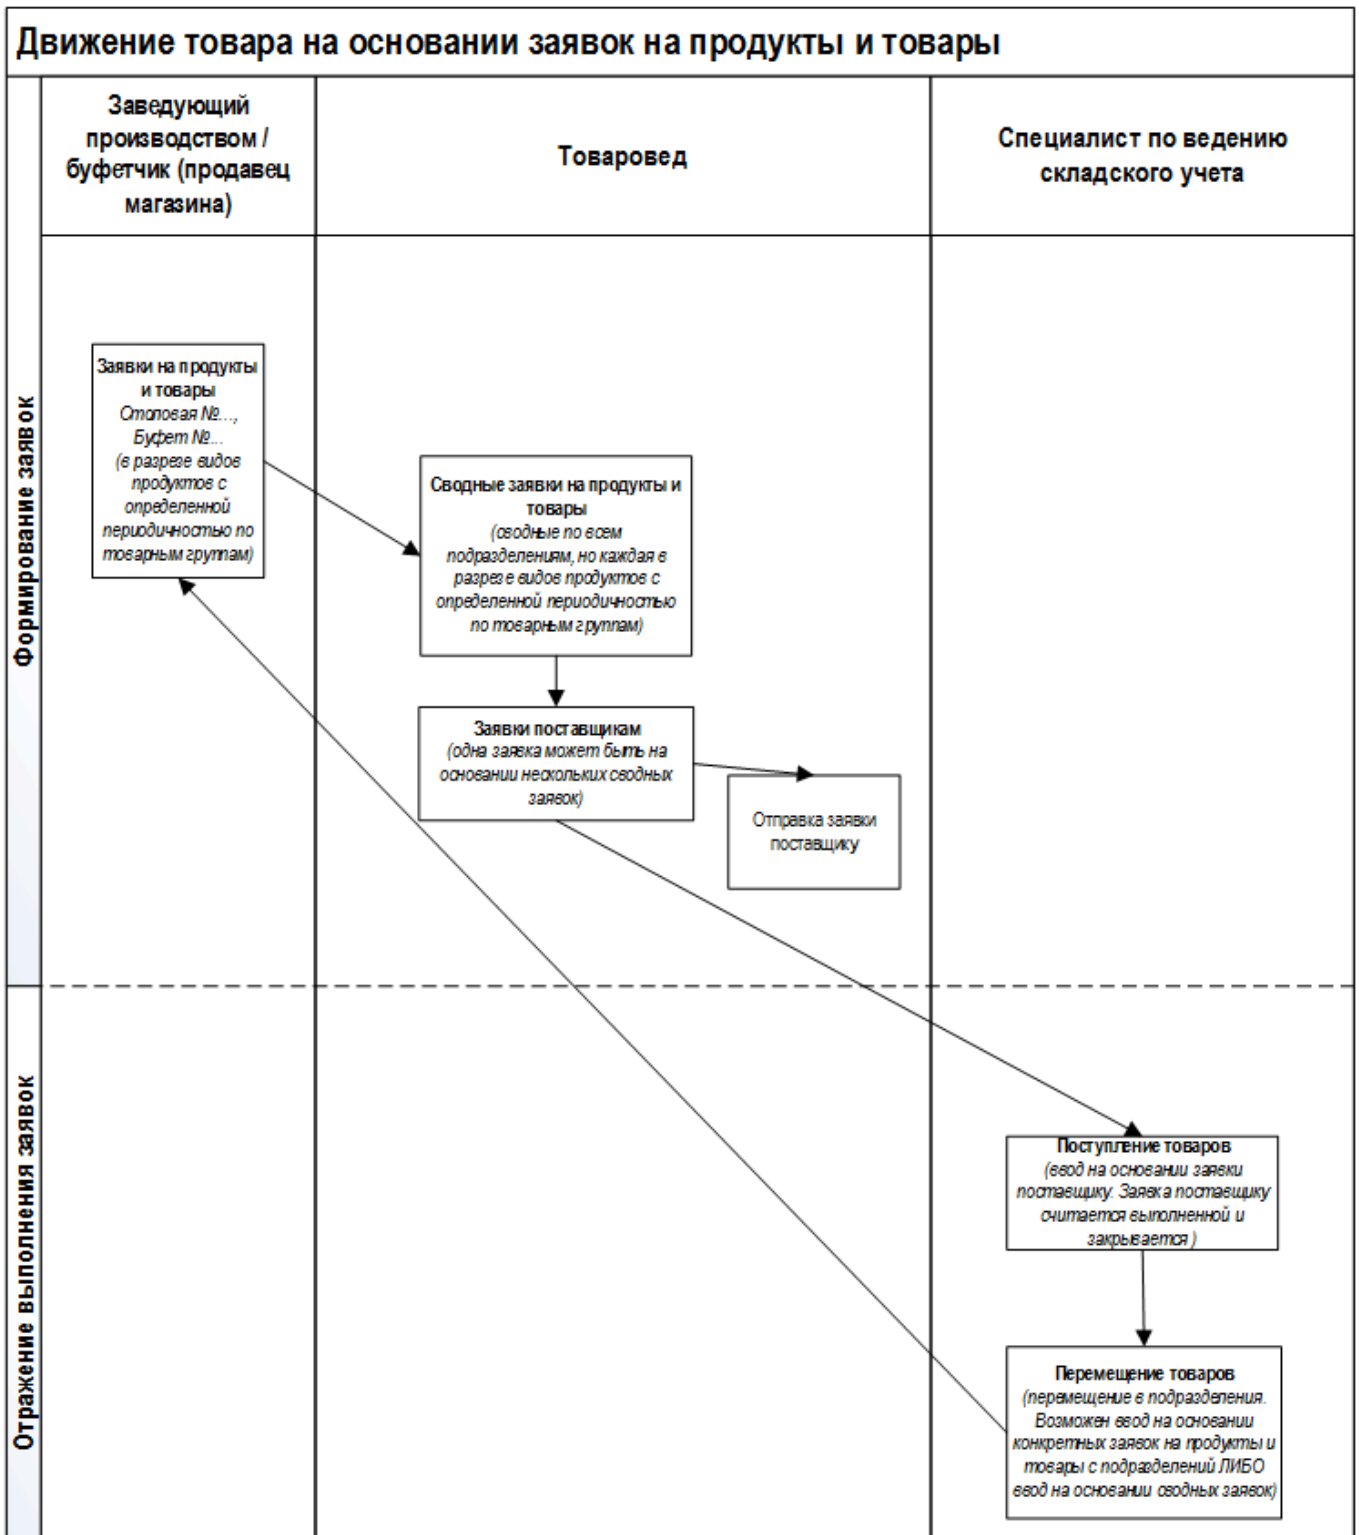 Движение товара на основании заявок на продукты и товары
Заведующий
производством /
буфетчик (продавец
магазина)
Товаровед
Специалист по ведению
складского учета
Формирование заявок
Заявки на продукты
и товары
Столовая №...,
Буфет №...
(в разрезе видов
продуктов с
определенной
периодичностью по
товарным группам)
Сводные заявки на продукты и
товары
(сводные по всем
подразделениям, но каждая в
разрезе видов продуктов с
определенной периодичностью
по товарным группам)
Заявки поставщикам
(одна заявка может быть на
основании нескольких сводных
заявок)
Отправка заявки
поставщику
Отражение выполнения заявок
Поступление товаров
(ввод на основании заявки
поставщику. Заявка поставщику
считается выполненной и
закрывается )
Перемещение товаров
(перемещение в подразделения.
Возможен ввод на основании
конкретных заявок на продукты и
товары с подразделений ЛИБО
ввод на основании сводных заявок)